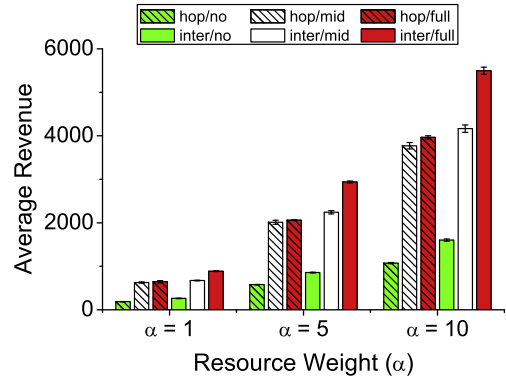 hop/no hop/mid hop/full
inter/no inter/mid inter/full
6000
4000
2000
0
Average Revenue
α = 1 α = 5 α = 10
Resource Weight (α)